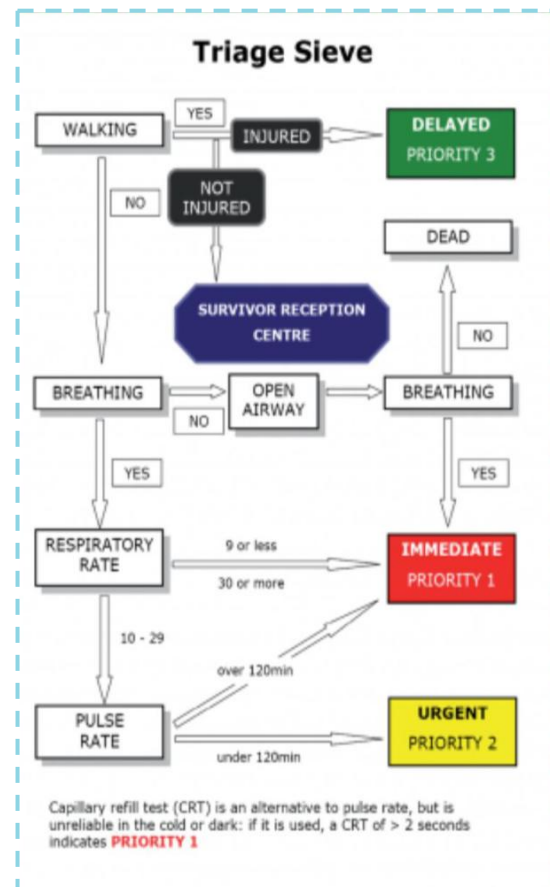 Triage Sieve
WALKING
YES
INJURED
DELAYED
PRIORITY 3
NO
NOT
INJURED
DEAD
SURVIVOR RECEPTION
CENTRE
NO
BREATHING
NO
OPEN
AIRWAY
BREATHING
YES
YES
RESPIRATORY
RATE
9 or less
30 or more
IMMEDIATE
PRIORITY 1
10 - 29
over 120min
PULSE
RATE
under 120min
URGENT
PRIORITY 2
Capillary refill test (CRT) is an alternative to pulse rate, but is
unreliable in the cold or dark: if it is used, a CRT of > 2 seconds
indicates PRIORITY 1